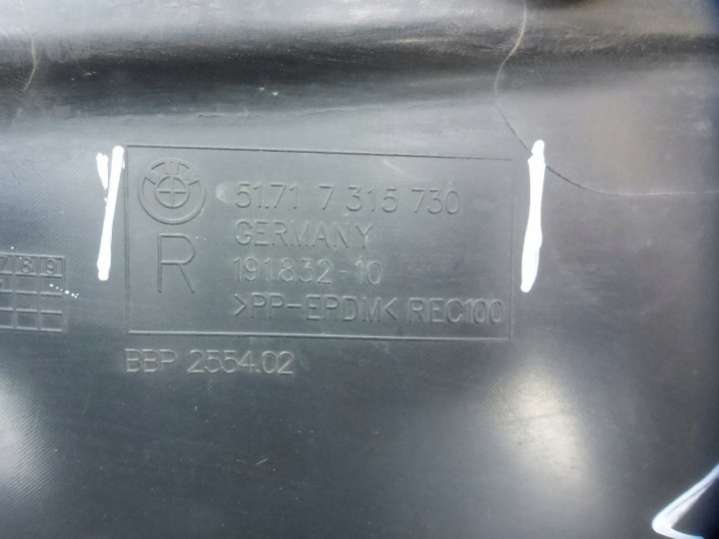 51.71 7 315 730
GERMANY
R
191832-10
>PP-EPDM< REC100
BBP 2554.02